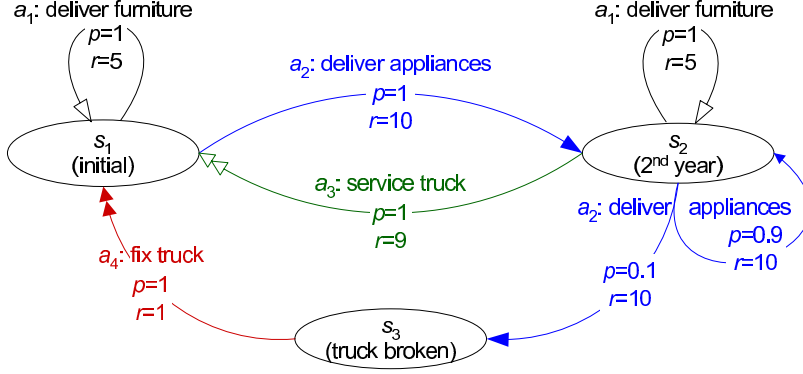 a₁: deliver furniture
p=1
r=5
a₁: deliver furniture
p=1
r=5
a₂: deliver appliances
p=1
r=10
s₁
(initial)
s₂
(2ⁿᵈ year)
a₃: service truck
p=1
r=9
a₂: deliver appliances
p=0.9
r=10
a₄: fix truck
p=1
r=1
p=0.1
r=10
s₃
(truck broken)